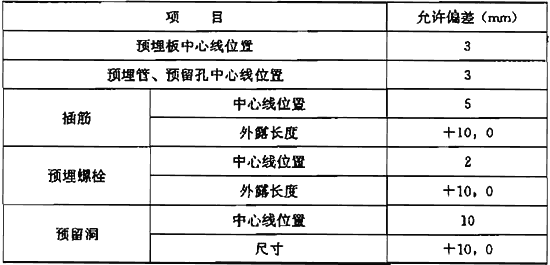 项 目 允许偏差（mm）
预埋板中心线位置 3
预埋管、预留孔中心线位置 3
插筋 中心线位置 5
外露长度 +10，0
预埋螺栓 中心线位置 2
外露长度 +10，0
预留洞 中心线位置 10
尺寸 +10，0